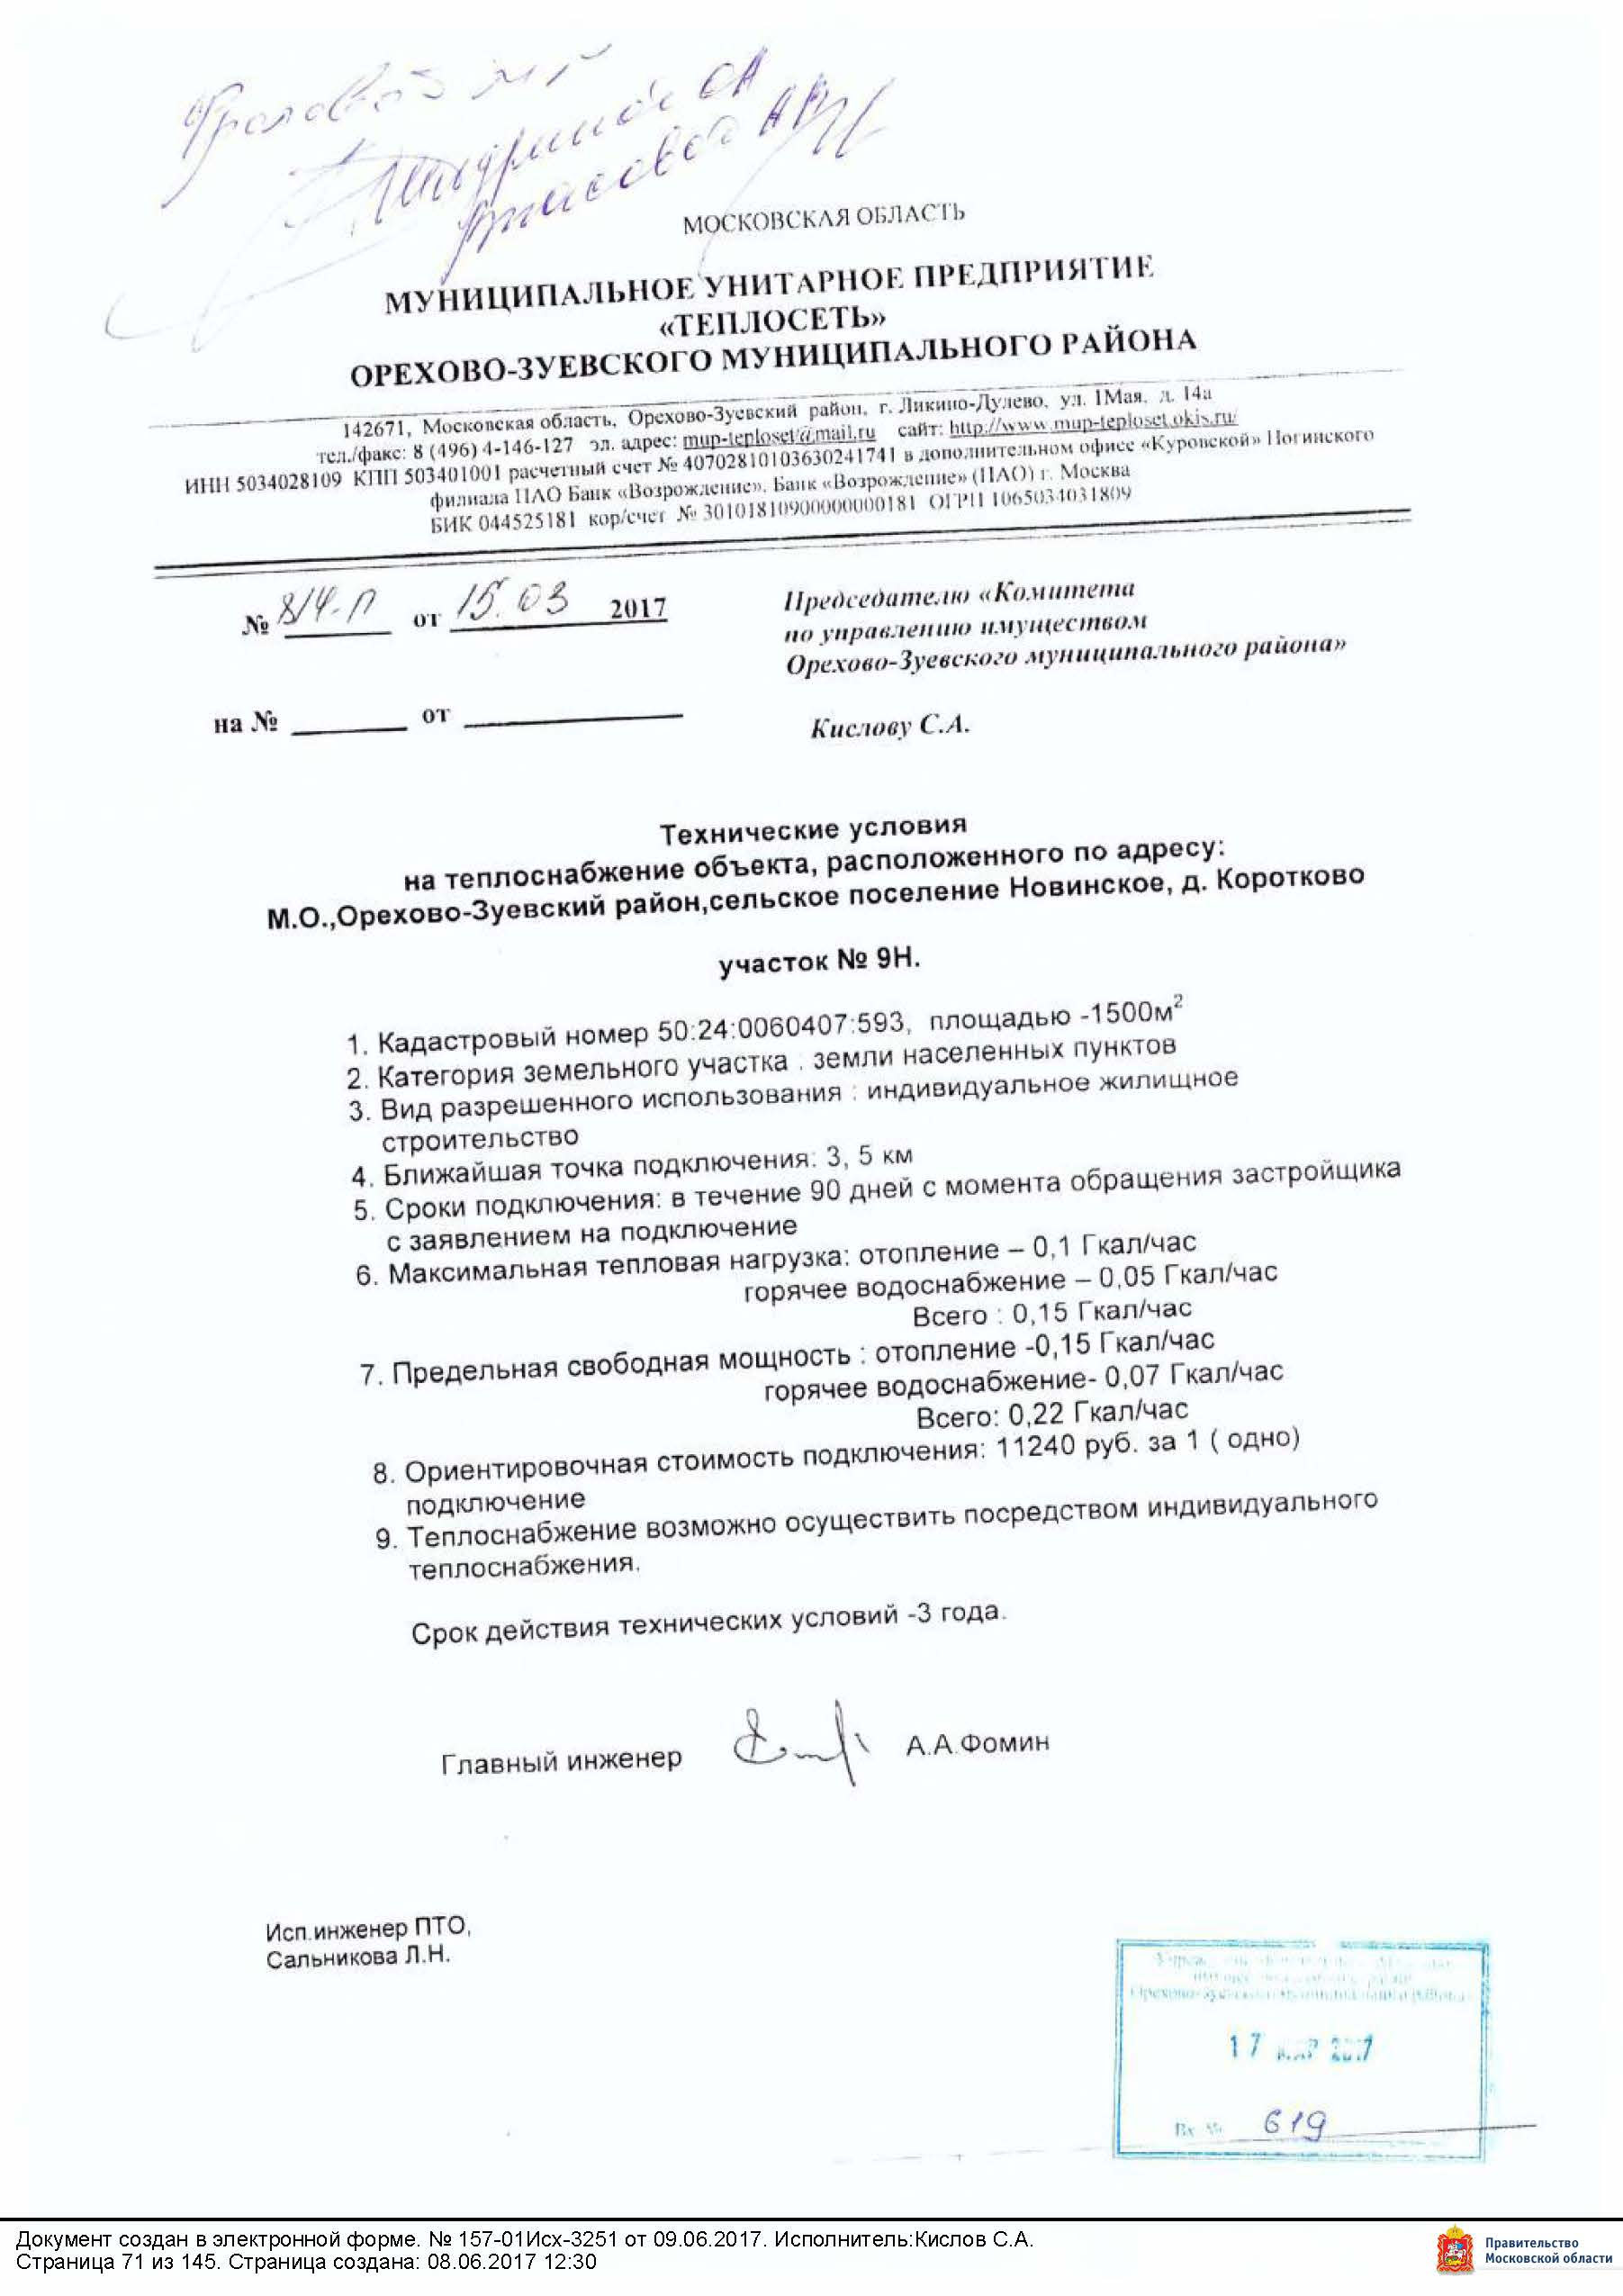 МОСКОВСКАЯ ОБЛАСТЬ
МУНИЦИПАЛЬНОЕ УНИТАРНОЕ ПРЕДПРИЯТИЕ
«ТЕПЛОСЕТЬ»
ОРЕХОВО-ЗУЕВСКОГО МУНИЦИПАЛЬНОГО РАЙОНА
142671, Московская область, Орехово-Зуевский район, г. Ликино-Дулево, ул. 1Мая, д. 14а
тел./факс: 8 (496) 4-146-127 эл. адрес: mup-teploset@mail.ru сайт: http://www.mup-teploset.okis.ru/
ИНН 5034028109 КПП 503401001 расчетный счет № 40702810103630241741 в дополнительном офисе «Куровской» Ногинского
филиала ПАО Банк «Возрождение», Банк «Возрождение» (ПАО) г. Москва
БИК 044525181 кор/счет № 30101810900000000181 ОГРН 1065034031809
№ 814-П от 15.03 2017
Председателю «Комитета
по управлению имуществом
Орехово-Зуевского муниципального района»
на № от
Кислову С.А.
Технические условия
на теплоснабжение объекта, расположенного по адресу:
М.О.,Орехово-Зуевский район,сельское поселение Новинское, д. Коротково
участок № 9Н.
1. Кадастровый номер 50:24:0060407:593, площадью -1500м²
2. Категория земельного участка : земли населенных пунктов
3. Вид разрешенного использования : индивидуальное жилищное
строительство
4. Ближайшая точка подключения: 3, 5 км
5. Сроки подключения: в течение 90 дней с момента обращения застройщика
с заявлением на подключение
6. Максимальная тепловая нагрузка: отопление – 0,1 Гкал/час
горячее водоснабжение – 0,05 Гкал/час
Всего : 0,15 Гкал/час
7. Предельная свободная мощность : отопление -0,15 Гкал/час
горячее водоснабжение- 0,07 Гкал/час
Всего: 0,22 Гкал/час
8. Ориентировочная стоимость подключения: 11240 руб. за 1 ( одно)
подключение
9. Теплоснабжение возможно осуществить посредством индивидуального
теплоснабжения.
Срок действия технических условий -3 года.
Главный инженер А.А.Фомин
Исп.инженер ПТО,
Сальникова Л.Н.
Орехово-Зуевского муниципального района
17 МАР 2017
Вх № 619
Документ создан в электронной форме. № 157-01Исх-3251 от 09.06.2017. Исполнитель:Кислов С.А.
Страница 71 из 145. Страница создана: 08.06.2017 12:30
Правительство
Московской области